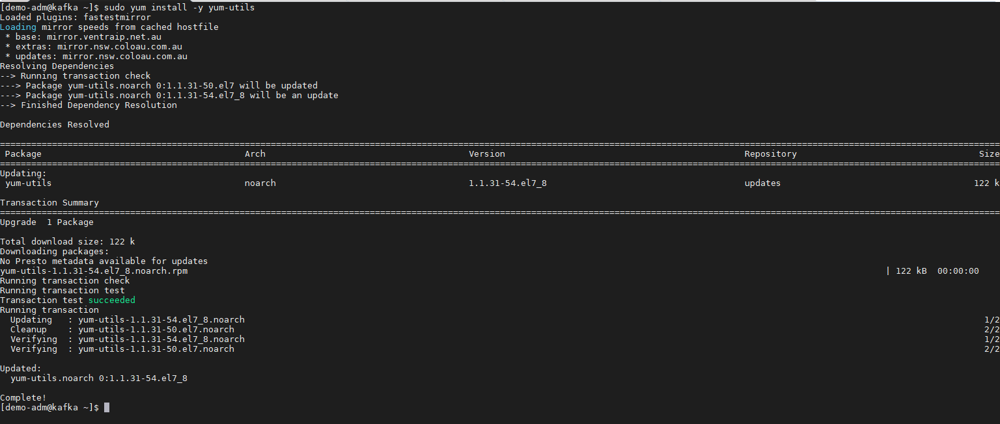 [demo-adm@kafka ~]$ sudo yum install -y yum-utils
Loaded plugins: fastestmirror
Loading mirror speeds from cached hostfile
 * base: mirror.ventraip.net.au
 * extras: mirror.nsw.coloau.com.au
 * updates: mirror.nsw.coloau.com.au
Resolving Dependencies
--> Running transaction check
---> Package yum-utils.noarch 0:1.1.31-50.el7 will be updated
---> Package yum-utils.noarch 0:1.1.31-54.el7_8 will be an update
--> Finished Dependency Resolution
Dependencies Resolved
Package Arch Version Repository Size
Updating:
 yum-utils noarch 1.1.31-54.el7_8 updates 122 k
Transaction Summary
Upgrade  1 Package
Total download size: 122 k
Downloading packages:
No Presto metadata available for updates
yum-utils-1.1.31-54.el7_8.noarch.rpm | 122 kB  00:00:00
Running transaction check
Running transaction test
Transaction test succeeded
Running transaction
  Updating   : yum-utils-1.1.31-54.el7_8.noarch 1/2
  Cleanup    : yum-utils-1.1.31-50.el7.noarch 2/2
  Verifying  : yum-utils-1.1.31-54.el7_8.noarch 1/2
  Verifying  : yum-utils-1.1.31-50.el7.noarch 2/2
Updated:
  yum-utils.noarch 0:1.1.31-54.el7_8
Complete!
[demo-adm@kafka ~]$